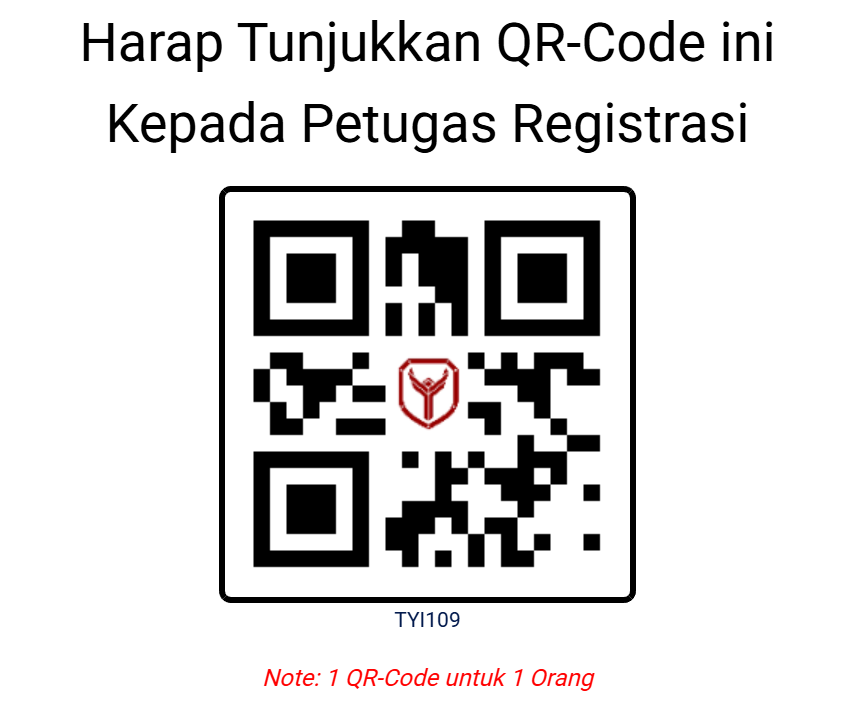 Harap Tunjukkan QR-Code ini
Kepada Petugas Registrasi
TYI109
Note: 1 QR-Code untuk 1 Orang